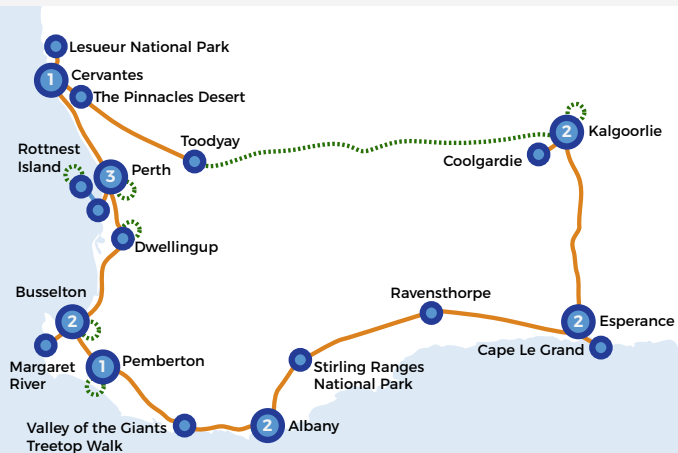 Lesueur National Park
1
Cervantes
The Pinnacles Desert
Toodyay
2
Kalgoorlie
Coolgardie
Rottnest
Island
3
Perth
Dwellingup
Busselton
2
Margaret
River
1
Pemberton
Valley of the Giants
Treetop Walk
2
Albany
Stirling Ranges
National Park
Ravensthorpe
2
Esperance
Cape Le Grand